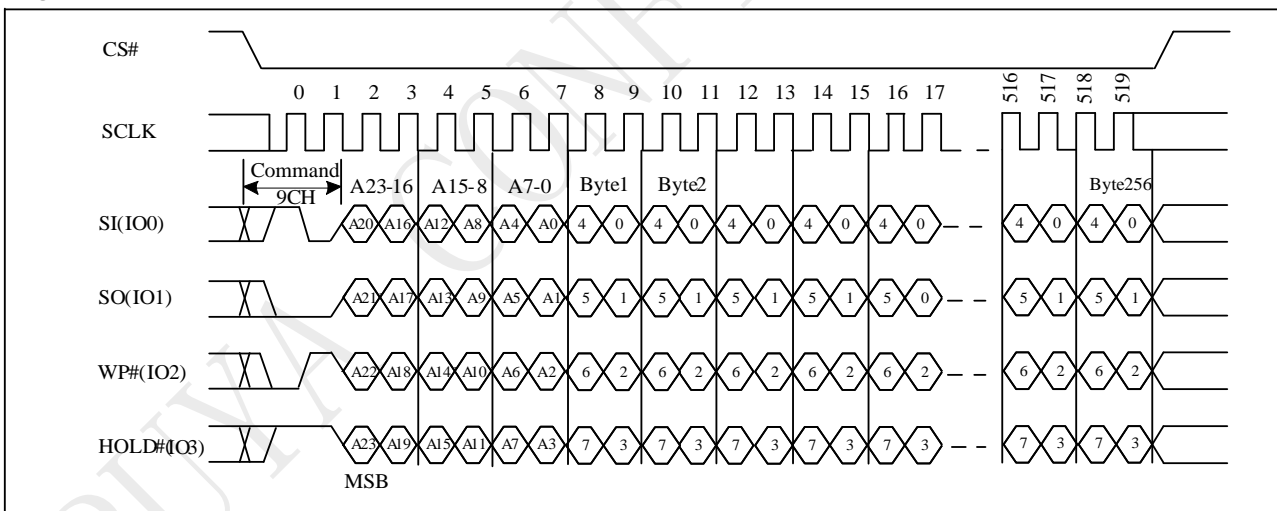 CS#
0 1 2 3 4 5 6 7 8 9 10 11 12 13 14 15 16 17 516 517 518 519
SCLK
Command
9CH
A23-16 A15-8 A7-0 Byte1 Byte2 Byte256
SI(IO0) A20 A16 A12 A8 A4 A0 4 0 4 0 4 0 4 0 4 0 4 0 4 0
SO(IO1) A21 A17 A13 A9 A5 A1 5 1 5 1 5 1 5 1 5 0 5 1 5 1
WP#(IO2) A22 A18 A14 A10 A6 A2 6 2 6 2 6 2 6 2 6 2 6 2 6 2
HOLD#(IO3) A23 A19 A15 A11 A7 A3 7 3 7 3 7 3 7 3 7 3 7 3 7 3
MSB